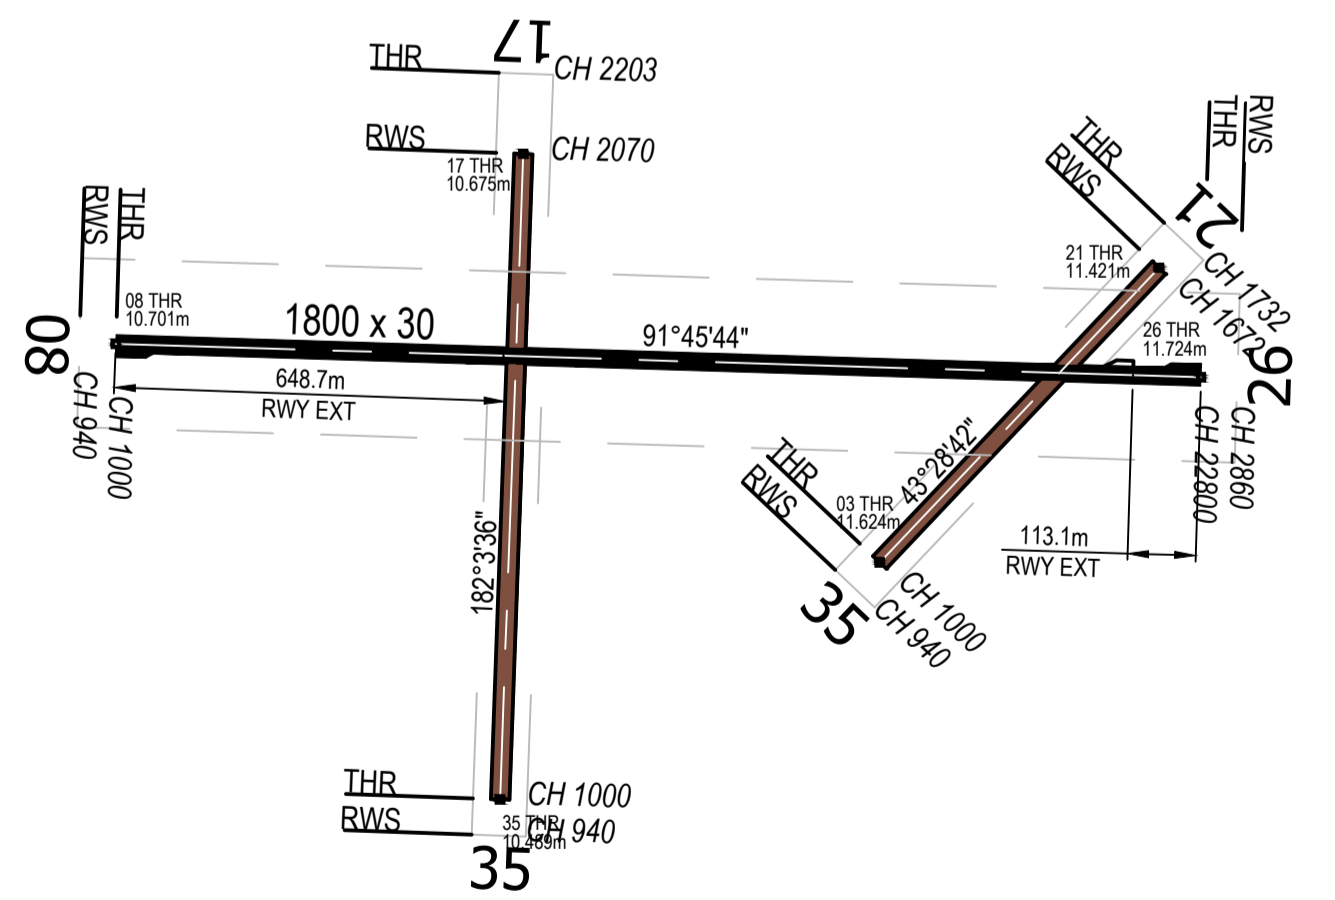 17
THR
CH 2203
RWS
CH 2070
17 THR
10.675m
RWS
THR
THR
RWS
21
21 THR
11.421m
CH 1732
CH 1672
RWS
THR
08 THR
10.701m
08
1800 x 30
91°45'44"
26 THR
11.724m
26
648.7m
RWY EXT
CH 940
CH 1000
CH 22800
CH 2860
43°28'42"
THR
RWS
03 THR
11.624m
113.1m
RWY EXT
182°3'36"
35
CH 1000
CH 940
THR
CH 1000
RWS
35 THR
CH 940
10.489m
35